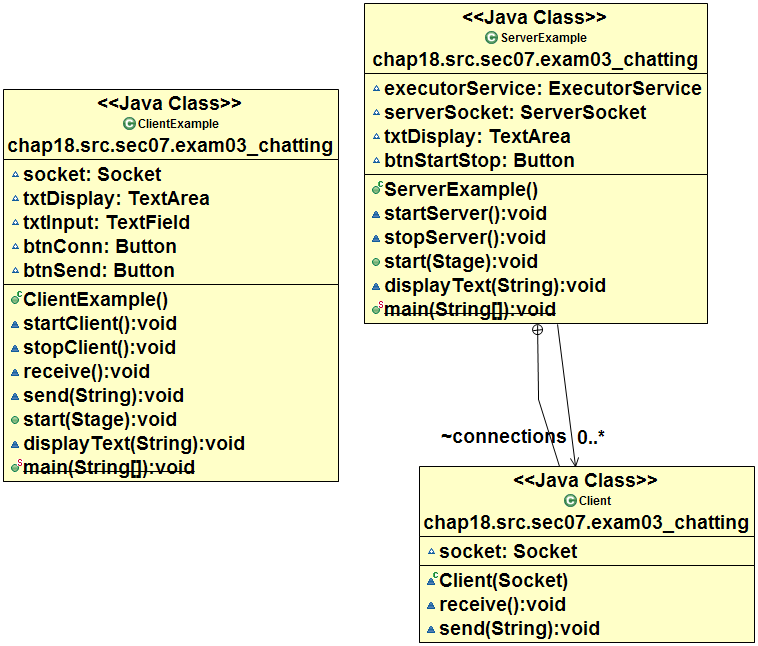 <<Java Class>>
ClientExample
chap18.src.sec07.exam03_chatting
socket: Socket
txtDisplay: TextArea
txtInput: TextField
btnConn: Button
btnSend: Button
ClientExample()
startClient():void
stopClient():void
receive():void
send(String):void
start(Stage):void
displayText(String):void
main(String[]):void
<<Java Class>>
ServerExample
chap18.src.sec07.exam03_chatting
executorService: ExecutorService
serverSocket: ServerSocket
txtDisplay: TextArea
btnStartStop: Button
ServerExample()
startServer():void
stopServer():void
start(Stage):void
displayText(String):void
main(String[]):void
~connections 0..*
<<Java Class>>
Client
chap18.src.sec07.exam03_chatting
socket: Socket
Client(Socket)
receive():void
send(String):void